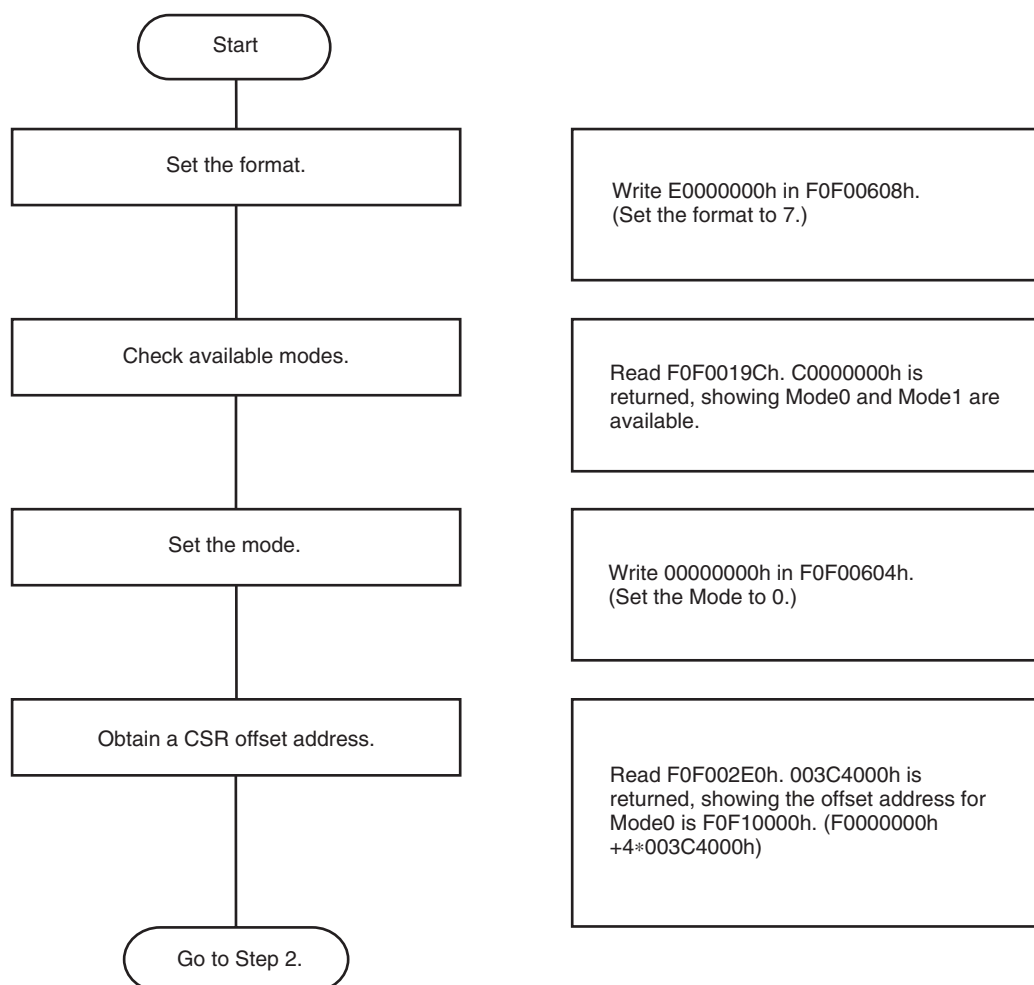 Start
Set the format.
Write E0000000h in F0F00608h.
(Set the format to 7.)
Check available modes.
Read F0F0019Ch. C0000000h is
returned, showing Mode0 and Mode1 are
available.
Set the mode.
Write 00000000h in F0F00604h.
(Set the Mode to 0.)
Obtain a CSR offset address.
Read F0F002E0h. 003C4000h is
returned, showing the offset address for
Mode0 is F0F10000h. (F0000000h
+4*003C4000h)
Go to Step 2.